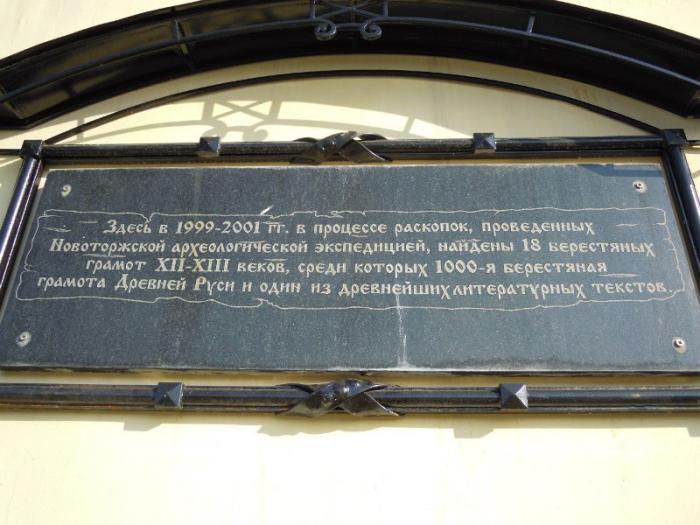 Здесь в 1999-2001 гг. в процессе раскопок, проведенных
Новоторжской археологической экспедицией, найдены 18 берестяных
грамот XII-XIII веков, среди которых 1000-я берестяная
грамота Древней Руси и один из древнейших литературных текстов.